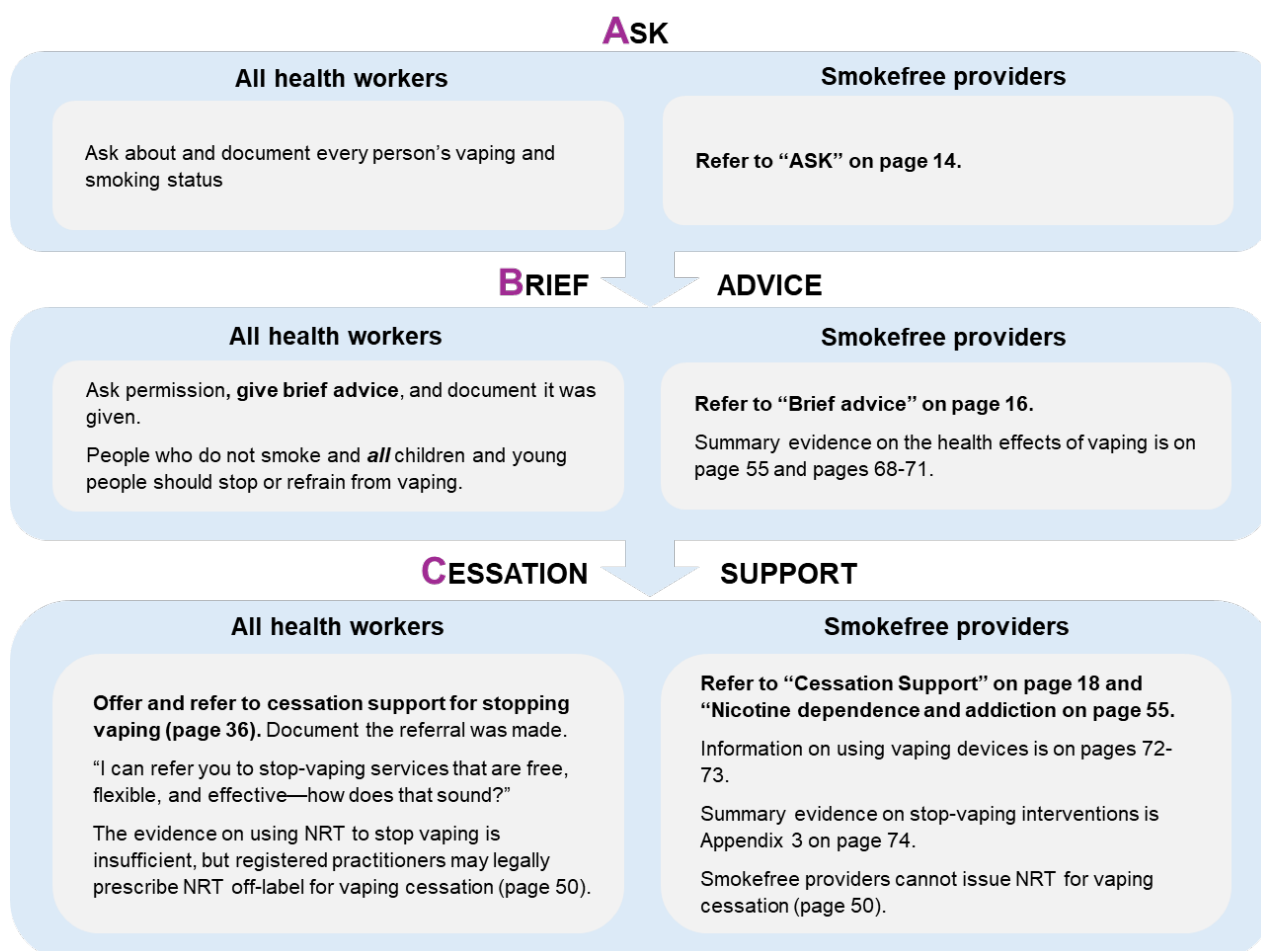 ASK
All health workers
Ask about and document every person’s vaping and
smoking status
Smokefree providers
Refer to “ASK” on page 14.
BRIEF ADVICE
All health workers
Ask permission, give brief advice, and document it was
given.
People who do not smoke and all children and young
people should stop or refrain from vaping.
Smokefree providers
Refer to “Brief advice” on page 16.
Summary evidence on the health effects of vaping is on
page 55 and pages 68-71.
CESSATION SUPPORT
All health workers
Offer and refer to cessation support for stopping
vaping (page 36). Document the referral was made.
“I can refer you to stop-vaping services that are free,
flexible, and effective—how does that sound?”
The evidence on using NRT to stop vaping is
insufficient, but registered practitioners may legally
prescribe NRT off-label for vaping cessation (page 50).
Smokefree providers
Refer to “Cessation Support” on page 18 and
“Nicotine dependence and addiction on page 55.
Information on using vaping devices is on pages 72-
73.
Summary evidence on stop-vaping interventions is
Appendix 3 on page 74.
Smokefree providers cannot issue NRT for vaping
cessation (page 50).